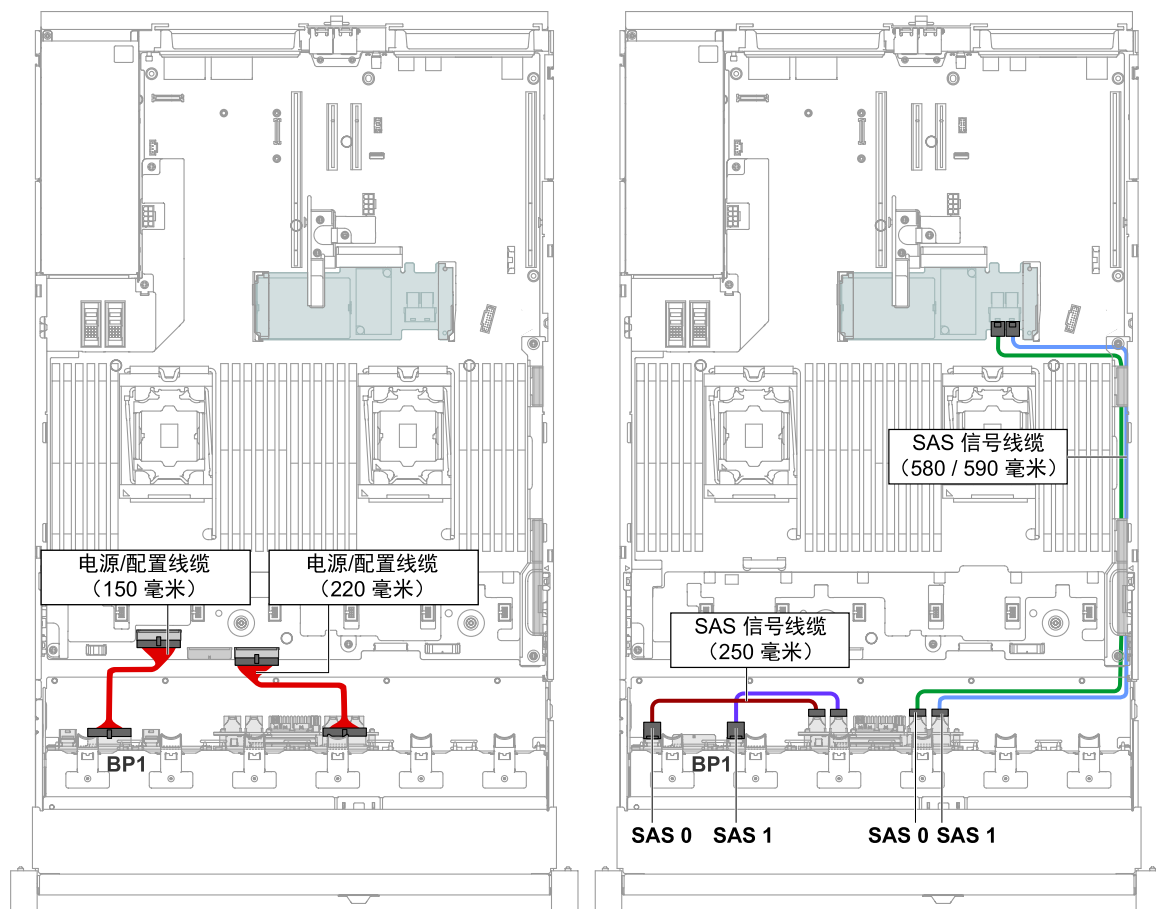 SAS 信号线缆
（580 / 590 毫米）
电源/配置线缆
（150 毫米）
电源/配置线缆
（220 毫米）
SAS 信号线缆
（250 毫米）
BP1
BP1
SAS 0
SAS 1
SAS 0
SAS 1